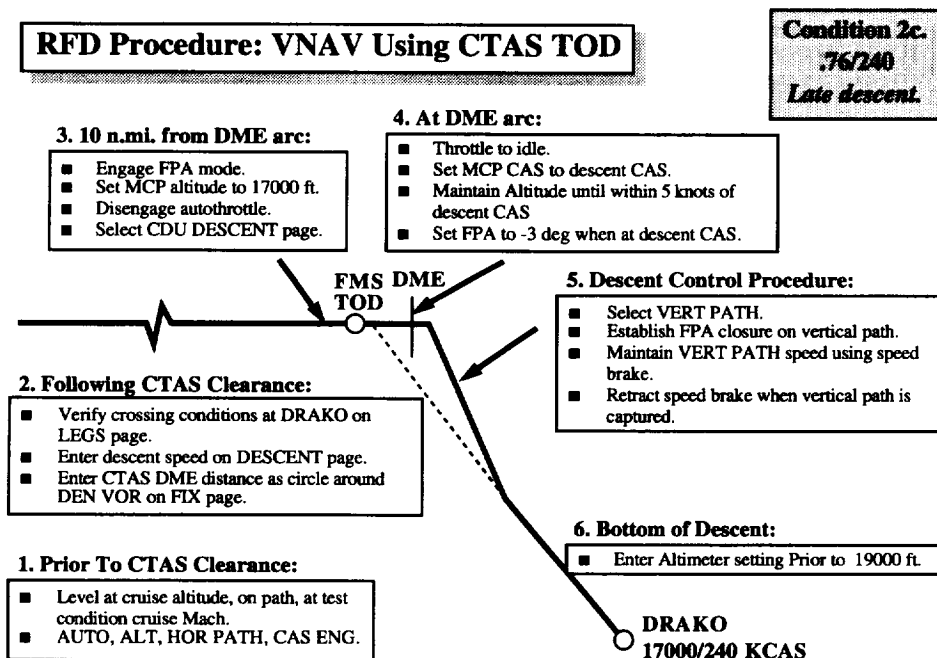 RFD Procedure: VNAV Using CTAS TOD
Condition 2c.
.76/240
Late descent.
3. 10 n.mi. from DME arc:
■ Engage FPA mode.
■ Set MCP altitude to 17000 ft.
■ Disengage autothrottle.
■ Select CDU DESCENT page.
4. At DME arc:
■ Throttle to idle.
■ Set MCP CAS to descent CAS.
■ Maintain Altitude until within 5 knots of
descent CAS
■ Set FPA to -3 deg when at descent CAS.
FMS
TOD
DME
5. Descent Control Procedure:
■ Select VERT PATH.
■ Establish FPA closure on vertical path.
■ Maintain VERT PATH speed using speed
brake.
■ Retract speed brake when vertical path is
captured.
2. Following CTAS Clearance:
■ Verify crossing conditions at DRAKO on
LEGS page.
■ Enter descent speed on DESCENT page.
■ Enter CTAS DME distance as circle around
DEN VOR on FIX page.
6. Bottom of Descent:
■ Enter Altimeter setting Prior to 19000 ft.
1. Prior To CTAS Clearance:
■ Level at cruise altitude, on path, at test
condition cruise Mach.
■ AUTO, ALT, HOR PATH, CAS ENG.
DRAKO
17000/240 KCAS